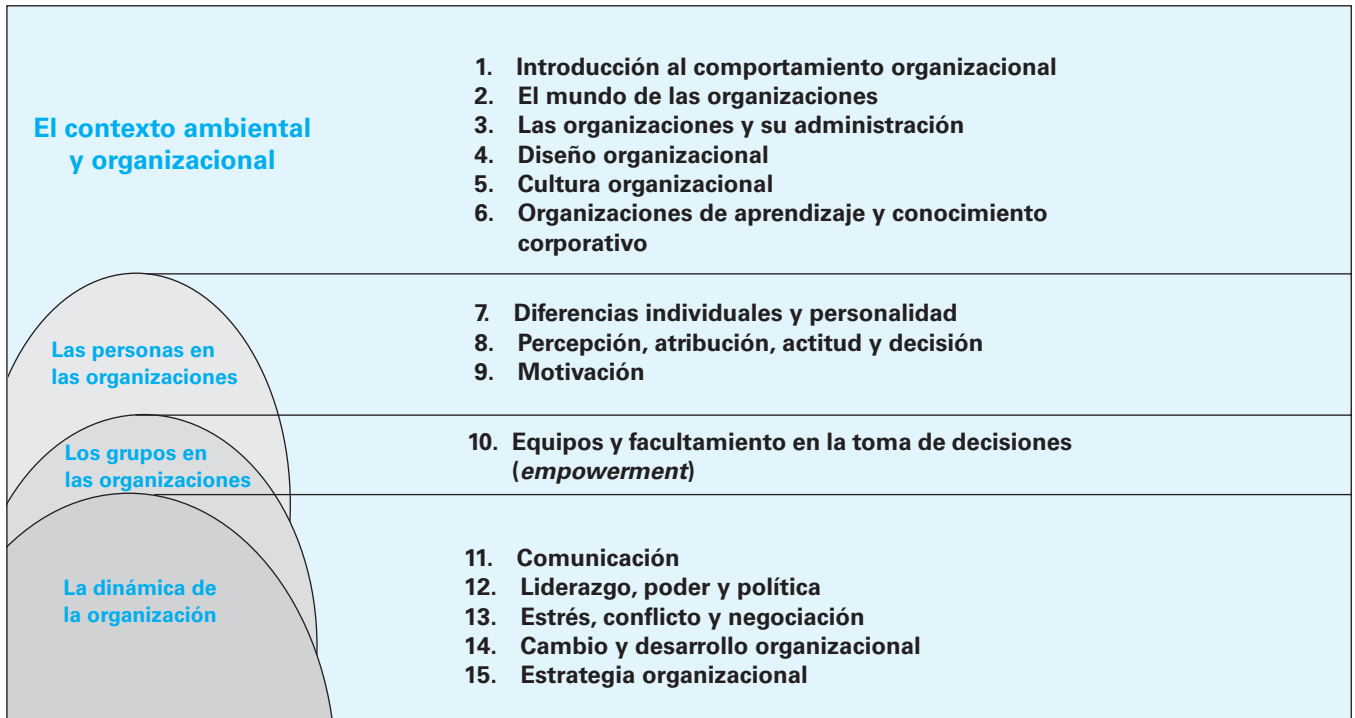 El contexto ambiental
y organizacional
1. Introducción al comportamiento organizacional
2. El mundo de las organizaciones
3. Las organizaciones y su administración
4. Diseño organizacional
5. Cultura organizacional
6. Organizaciones de aprendizaje y conocimiento
corporativo
Las personas en
las organizaciones
7. Diferencias individuales y personalidad
8. Percepción, atribución, actitud y decisión
9. Motivación
Los grupos en
las organizaciones
10. Equipos y facultamiento en la toma de decisiones
(empowerment)
La dinámica de
la organización
11. Comunicación
12. Liderazgo, poder y política
13. Estrés, conflicto y negociación
14. Cambio y desarrollo organizacional
15. Estrategia organizacional